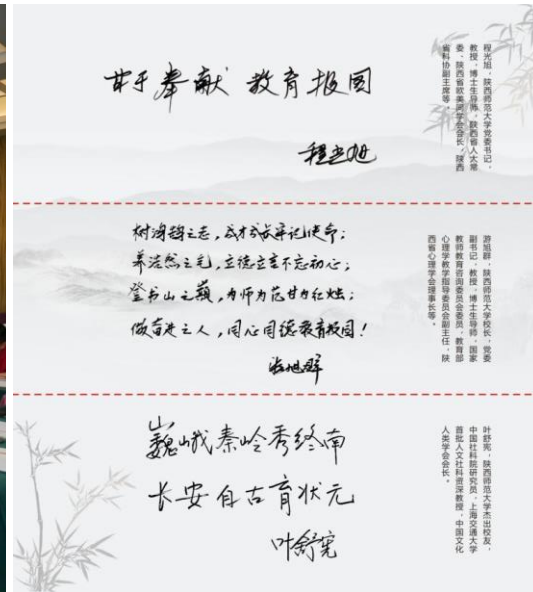 甘于奉献 教育报国
程光旭
程光旭，陕西师范大学党委书记，
教授、博士生导师，陕西省人大常
委、陕西省欧美同学会会长，陕西
省科协副主席等。
树鸿鹄之志，成才成长牢记使命；
养浩然之气，立德立言不忘初心；
登书山之巅，为师为范甘为红烛；
做奋进之人，同心同德教育报国！
游旭群
游旭群，陕西师范大学校长，党委
副书记，教授、博士生导师，国家
教师教育咨询委员会委员，教育部
心理学教学指导委员会副主任，陕
西省心理学会理事长等。
巍峨秦岭秀终南
长安自古育状元
叶舒宪
叶舒宪，陕西师范大学杰出校友，
中国社科院研究员，上海交通大学
首批人文社科资深教授，中国文化
人类学会会长。